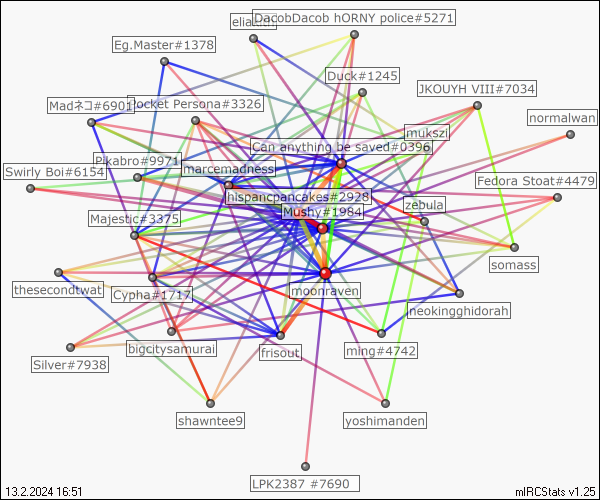 eliauth
DacobDacob hORNY police#5271
Eg.Master#1378
Duck#1245
JKOUYH VIII#7034
Madネコ#6901
Pocket Persona#3326
normalwan
mukszi
Can anything be saved#0396
Pikabro#9971
marcemadness
Swirly Boi#6154
Fedora Stoat#4479
hispancpancakes#2928
zebula
Mushy#1984
Majestic#3375
somass
thesecondtwat
Cypha#1717
moonraven
neokingghidorah
bigcitysamurai
frisout
ming#4742
Silver#7938
shawntee9
yoshimanden
LPK2387 #7690
13.2.2024 16:51
mIRCStats v1.25